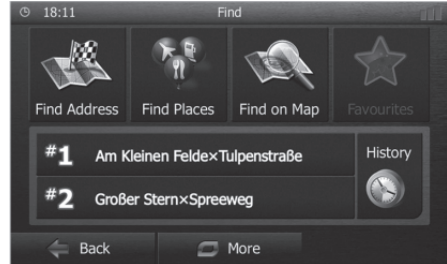 18:11 Find
Find Address Find Places Find on Map Favourites
#1 Am Kleinen Felde×Tulpenstraße
History
#2 Großer Stern×Spreeweg
Back More